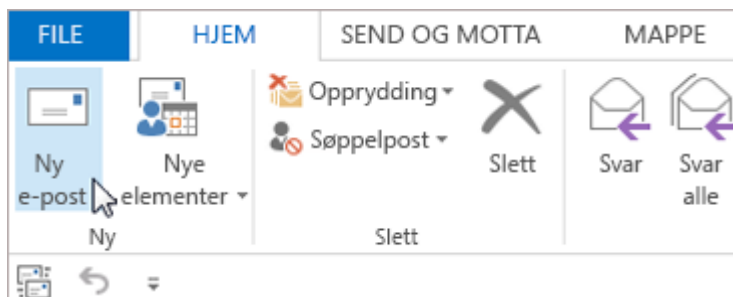 FILE HJEM SEND OG MOTTA MAPPE
Ny
e-post
Nye
elementer
Opprydding
Søppelpost
Slett
Svar
Svar
alle
Ny
Slett